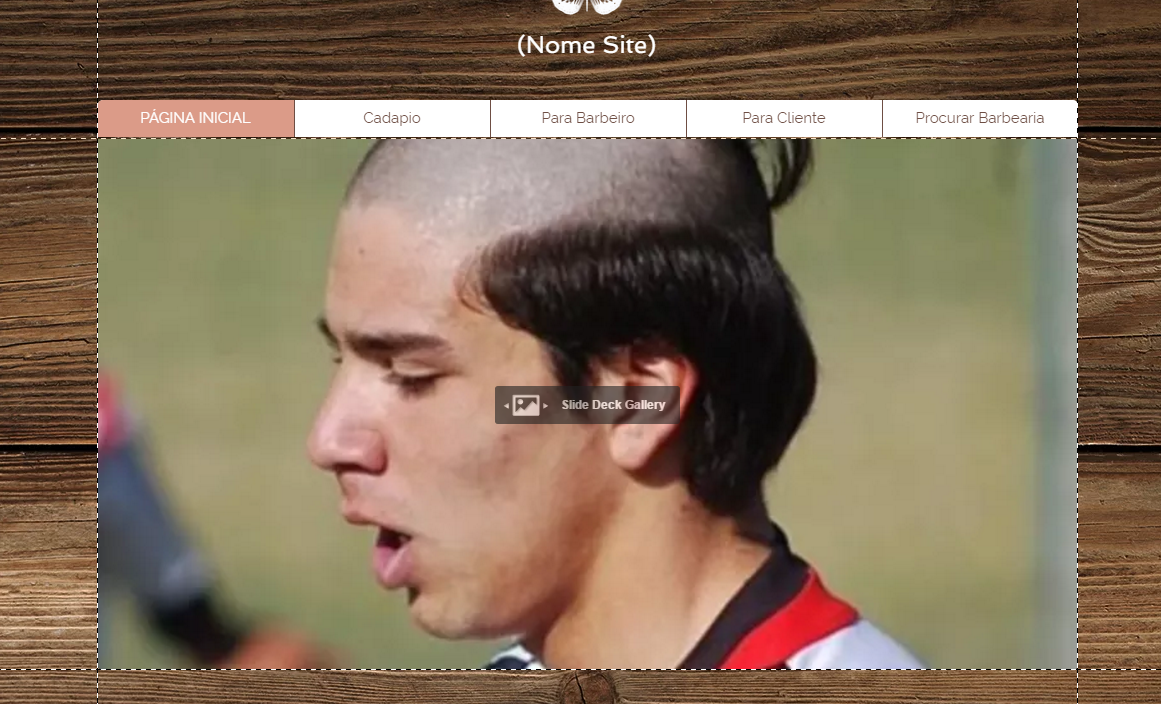 (Nome Site)
PÁGINA INICIAL
Cadapio
Para Barbeiro
Para Cliente
Procurar Barbearia
Slide Deck Gallery